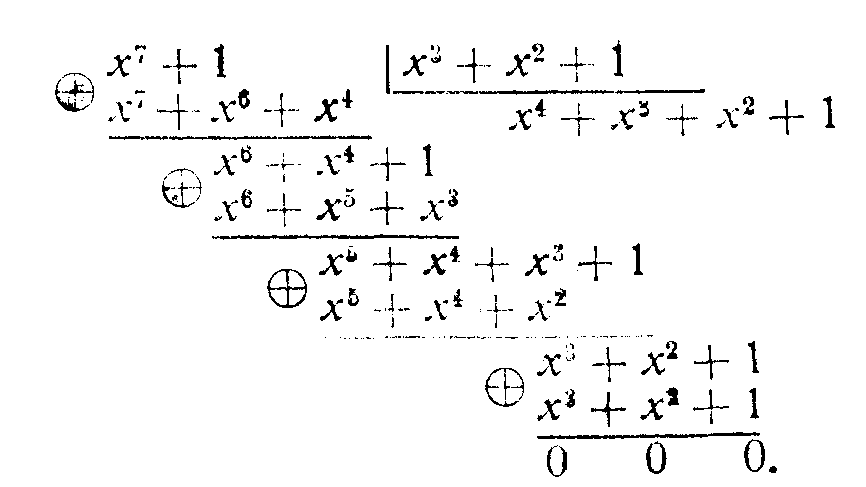 x⁷ + 1 | x³ + x² + 1
⊕ x⁷ + x⁶ + x⁴ x⁴ + x³ + x² + 1
x⁶ + x⁴ + 1
⊕ x⁶ + x⁵ + x³
x⁵ + x⁴ + x³ + 1
⊕ x⁵ + x⁴ + x²
x³ + x² + 1
⊕ x³ + x² + 1
0 0 0.